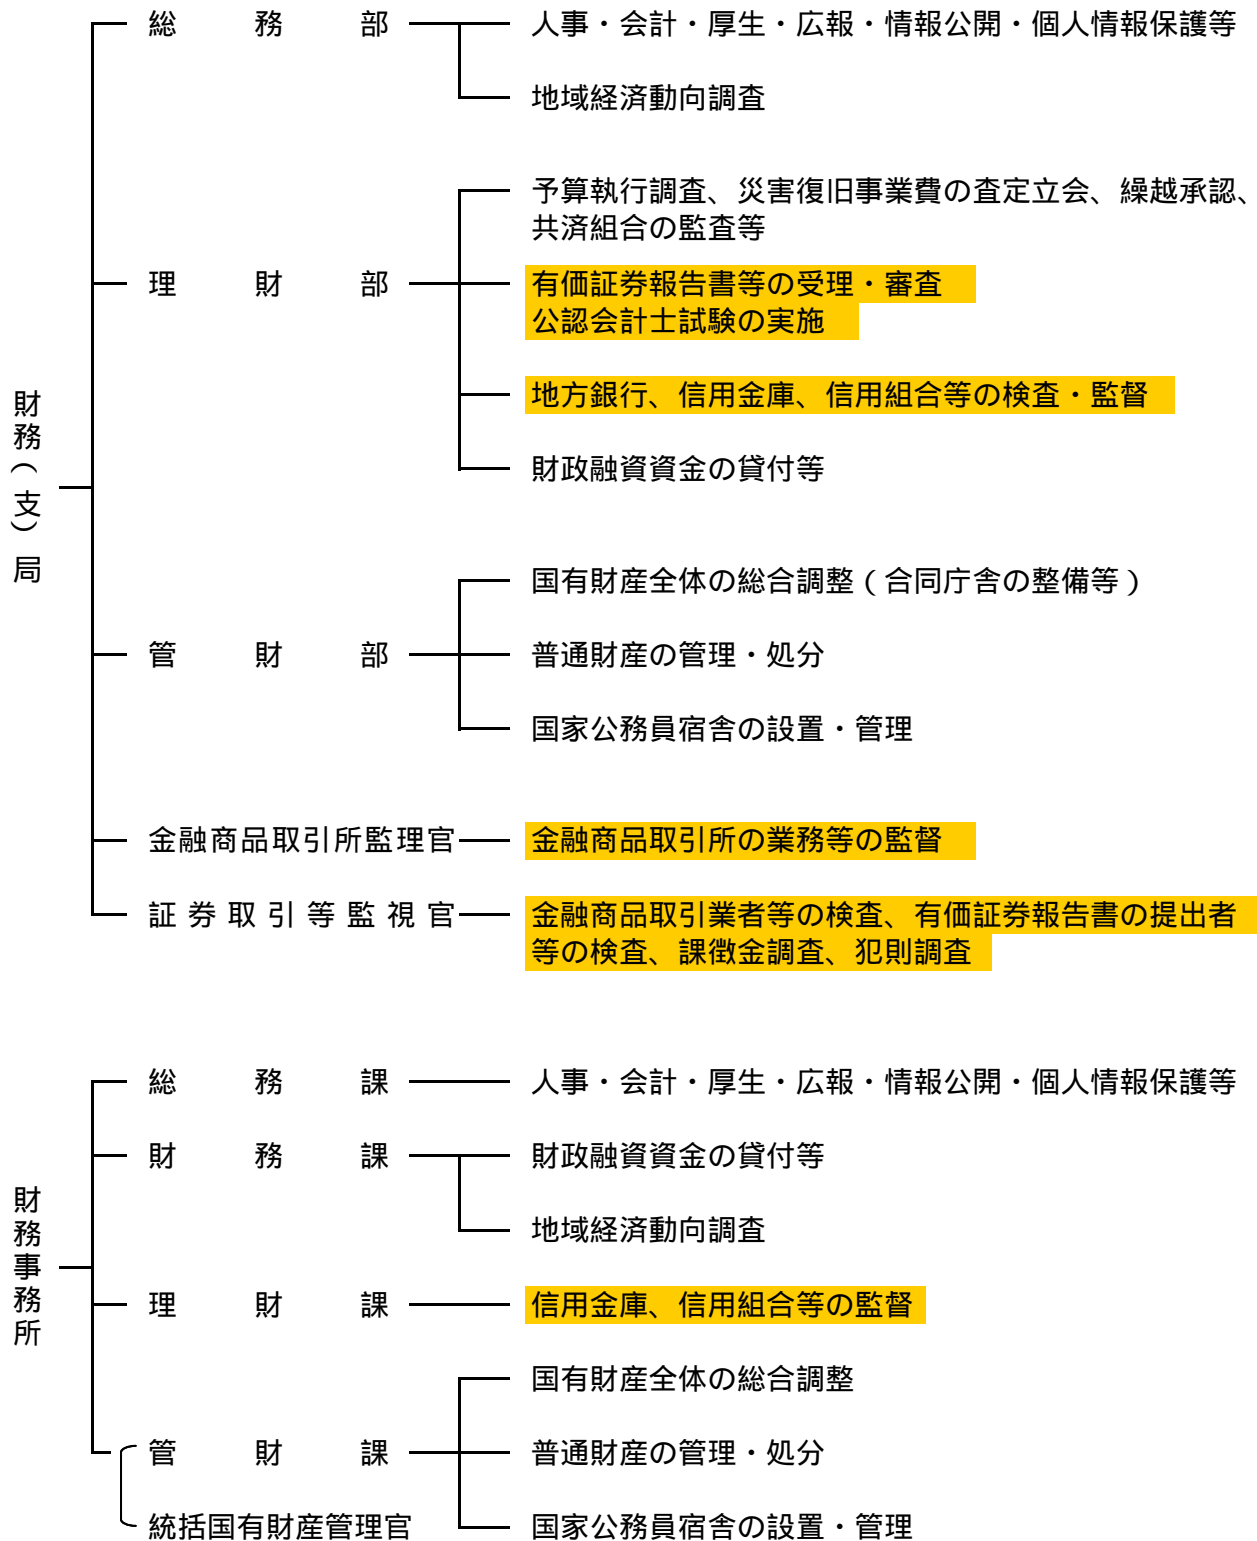 財務（支）局
総務部
人事・会計・厚生・広報・情報公開・個人情報保護等
地域経済動向調査
理財部
予算執行調査、災害復旧事業費の査定立会、繰越承認、
共済組合の監査等
有価証券報告書等の受理・審査
公認会計士試験の実施
地方銀行、信用金庫、信用組合等の検査・監督
財政融資資金の貸付等
管財部
国有財産全体の総合調整（合同庁舎の整備等）
普通財産の管理・処分
国家公務員宿舎の設置・管理
金融商品取引所監理官
金融商品取引所の業務等の監督
証券取引等監視官
金融商品取引業者等の検査、有価証券報告書の提出者
等の検査、課徴金調査、犯則調査
財務事務所
総務課
人事・会計・厚生・広報・情報公開・個人情報保護等
財務課
財政融資資金の貸付等
地域経済動向調査
理財課
信用金庫、信用組合等の監督
管財課
統括国有財産管理官
国有財産全体の総合調整
普通財産の管理・処分
国家公務員宿舎の設置・管理